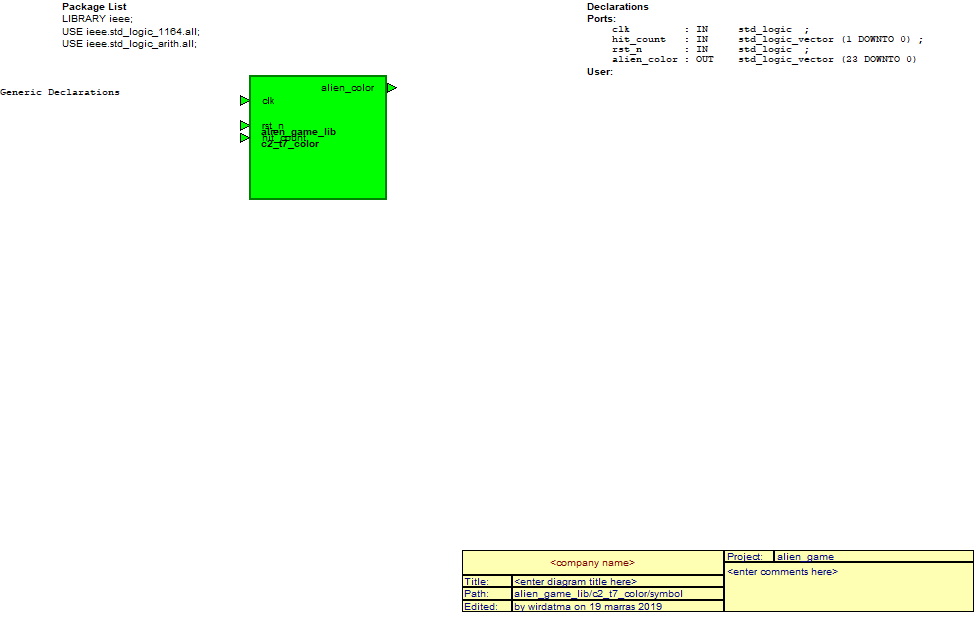 Package List
LIBRARY ieee;
USE ieee.std_logic_1164.all;
USE ieee.std_logic_arith.all;
Declarations
Ports:
clk : IN std_logic ;
hit_count : IN std_logic_vector (1 DOWNTO 0) ;
rst_n : IN std_logic ;
alien_color : OUT std_logic_vector (23 DOWNTO 0)
User:
Generic Declarations
alien_color
clk
rst_n
alien_game_lib
hit_count
c2_t7_color
<company name>
Title: <enter diagram title here>
Path: alien_game_lib/c2_t7_color/symbol
Edited: by wirdatma on 19 marras 2019
Project: alien_game
<enter comments here>